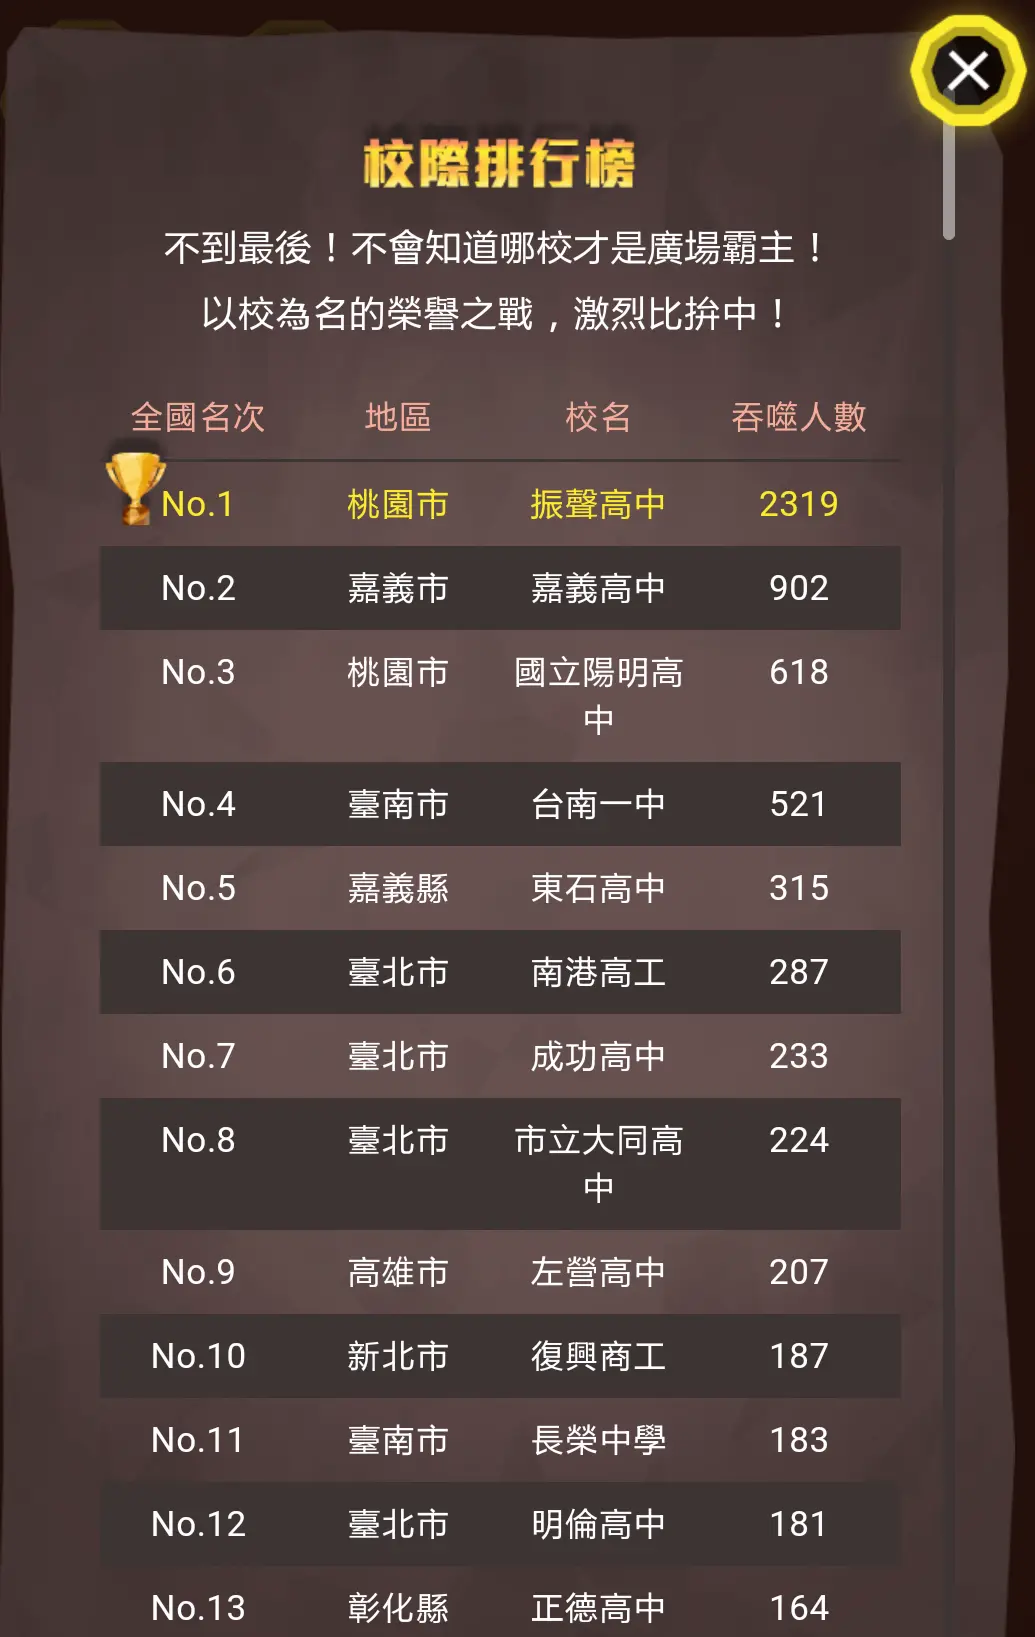 校際排行榜
不到最後！不會知道哪校才是廣場霸主！
以校為名的榮譽之戰，激烈比拚中！
全國名次 地區 校名 吞噬人數
No.1 桃園市 振聲高中 2319
No.2 嘉義市 嘉義高中 902
No.3 桃園市 國立陽明高 618
中
No.4 臺南市 台南一中 521
No.5 嘉義縣 東石高中 315
No.6 臺北市 南港高工 287
No.7 臺北市 成功高中 233
No.8 臺北市 市立大同高 224
中
No.9 高雄市 左營高中 207
No.10 新北市 復興商工 187
No.11 臺南市 長榮中學 183
No.12 臺北市 明倫高中 181
No.13 彰化縣 正德高中 164